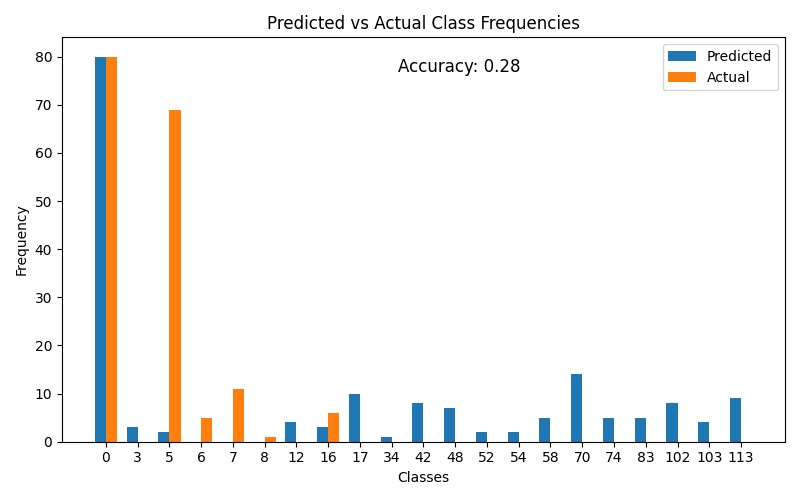 Predicted vs Actual Class Frequencies
Accuracy: 0.28
Predicted
Actual
80
70
60
50
40
30
20
10
0
Frequency
0 3 5 6 7 8 12 16 17 34 42 48 52 54 58 70 74 83 102 103 113
Classes